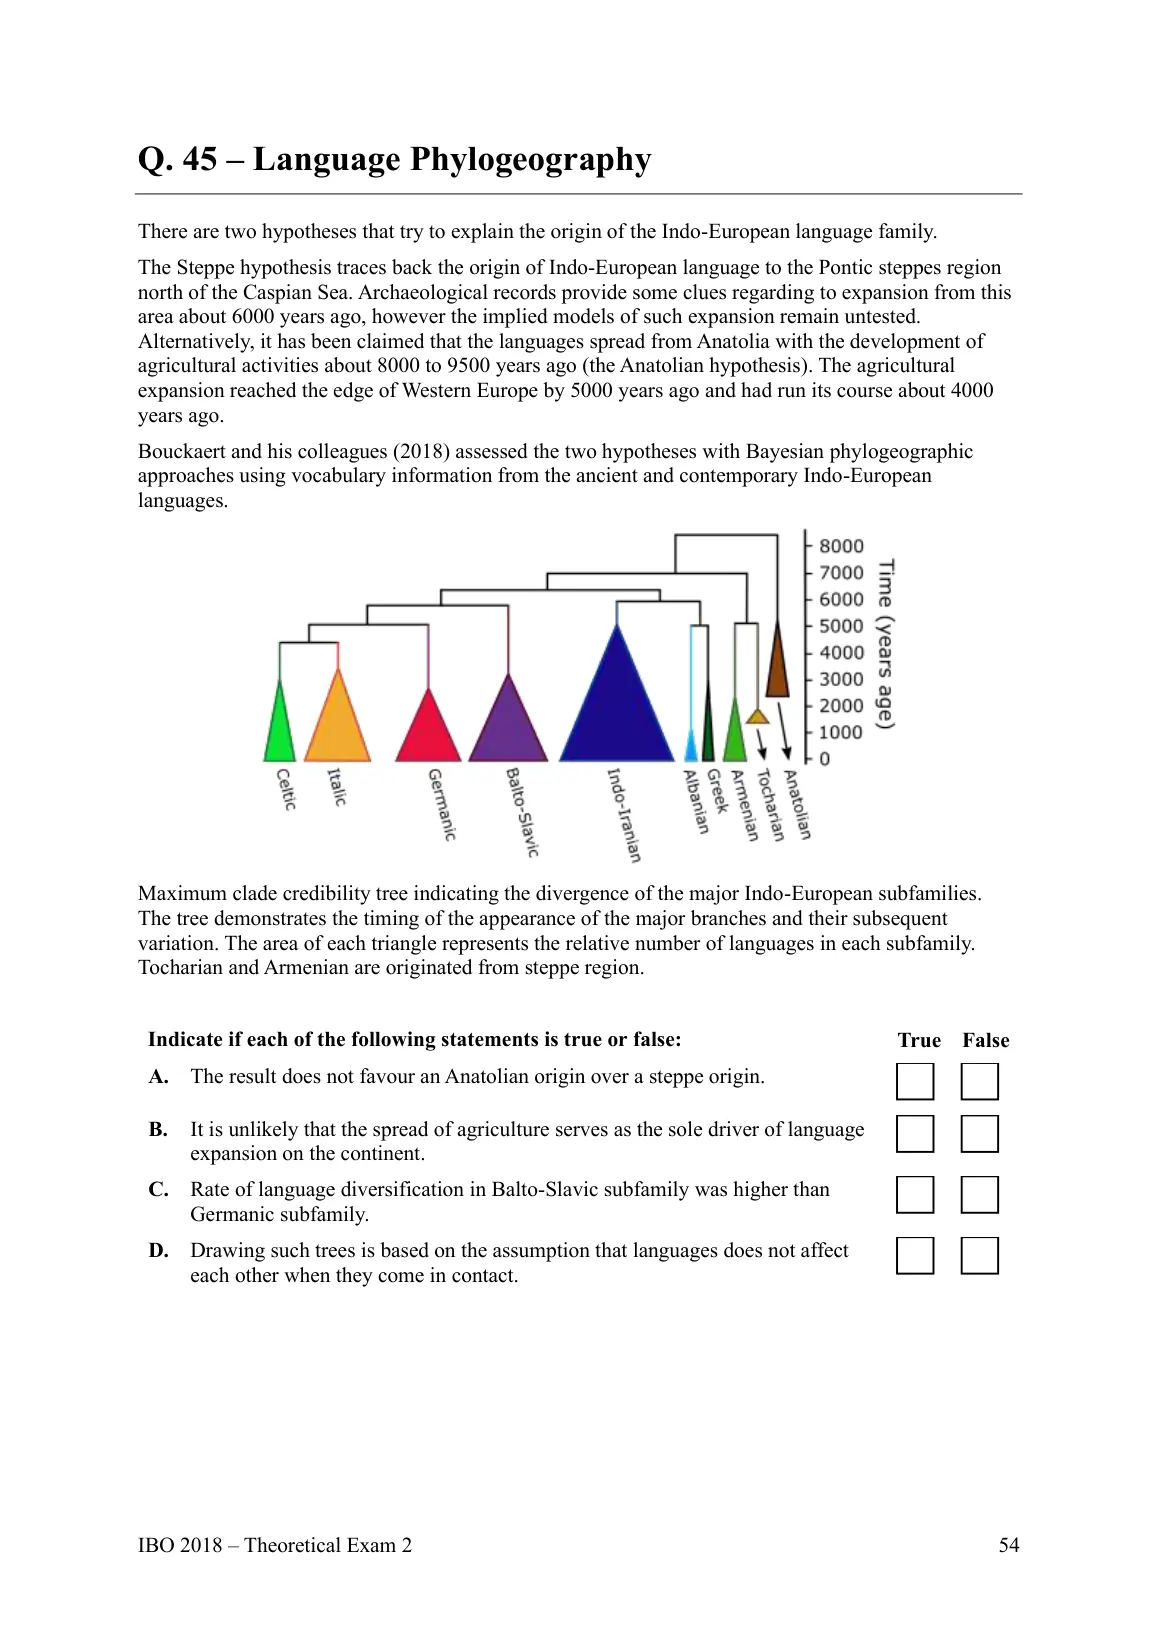 Q. 45 – Language Phylogeography
There are two hypotheses that try to explain the origin of the Indo-European language family.
The Steppe hypothesis traces back the origin of Indo-European language to the Pontic steppes region
north of the Caspian Sea. Archaeological records provide some clues regarding to expansion from this
area about 6000 years ago, however the implied models of such expansion remain untested.
Alternatively, it has been claimed that the languages spread from Anatolia with the development of
agricultural activities about 8000 to 9500 years ago (the Anatolian hypothesis). The agricultural
expansion reached the edge of Western Europe by 5000 years ago and had run its course about 4000
years ago.
Bouckaert and his colleagues (2018) assessed the two hypotheses with Bayesian phylogeographic
approaches using vocabulary information from the ancient and contemporary Indo-European
languages.
8000
7000
6000
5000
4000
3000
2000
1000
0
Time (years age)
Celtic
Italic
Germanic
Balto-Slavic
Indo-Iranian
Albanian
Greek
Armenian
Tocharian
Anatolian
Maximum clade credibility tree indicating the divergence of the major Indo-European subfamilies.
The tree demonstrates the timing of the appearance of the major branches and their subsequent
variation. The area of each triangle represents the relative number of languages in each subfamily.
Tocharian and Armenian are originated from steppe region.
Indicate if each of the following statements is true or false: True False
A. The result does not favour an Anatolian origin over a steppe origin.
B. It is unlikely that the spread of agriculture serves as the sole driver of language
expansion on the continent.
C. Rate of language diversification in Balto-Slavic subfamily was higher than
Germanic subfamily.
D. Drawing such trees is based on the assumption that languages does not affect
each other when they come in contact.
IBO 2018 – Theoretical Exam 2 54